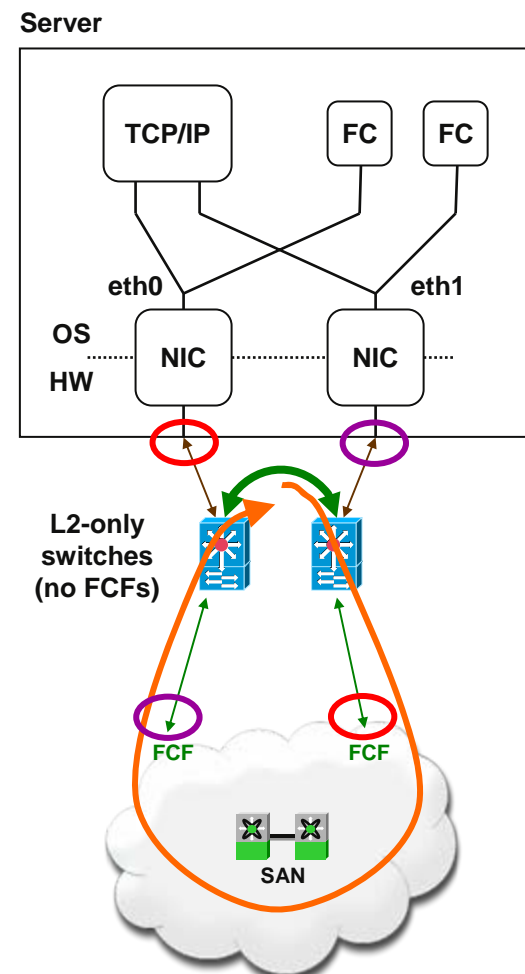 Server
TCP/IP
FC
FC
eth0
eth1
OS
NIC
NIC
HW
L2-only
switches
(no FCFs)
FCF
FCF
SAN